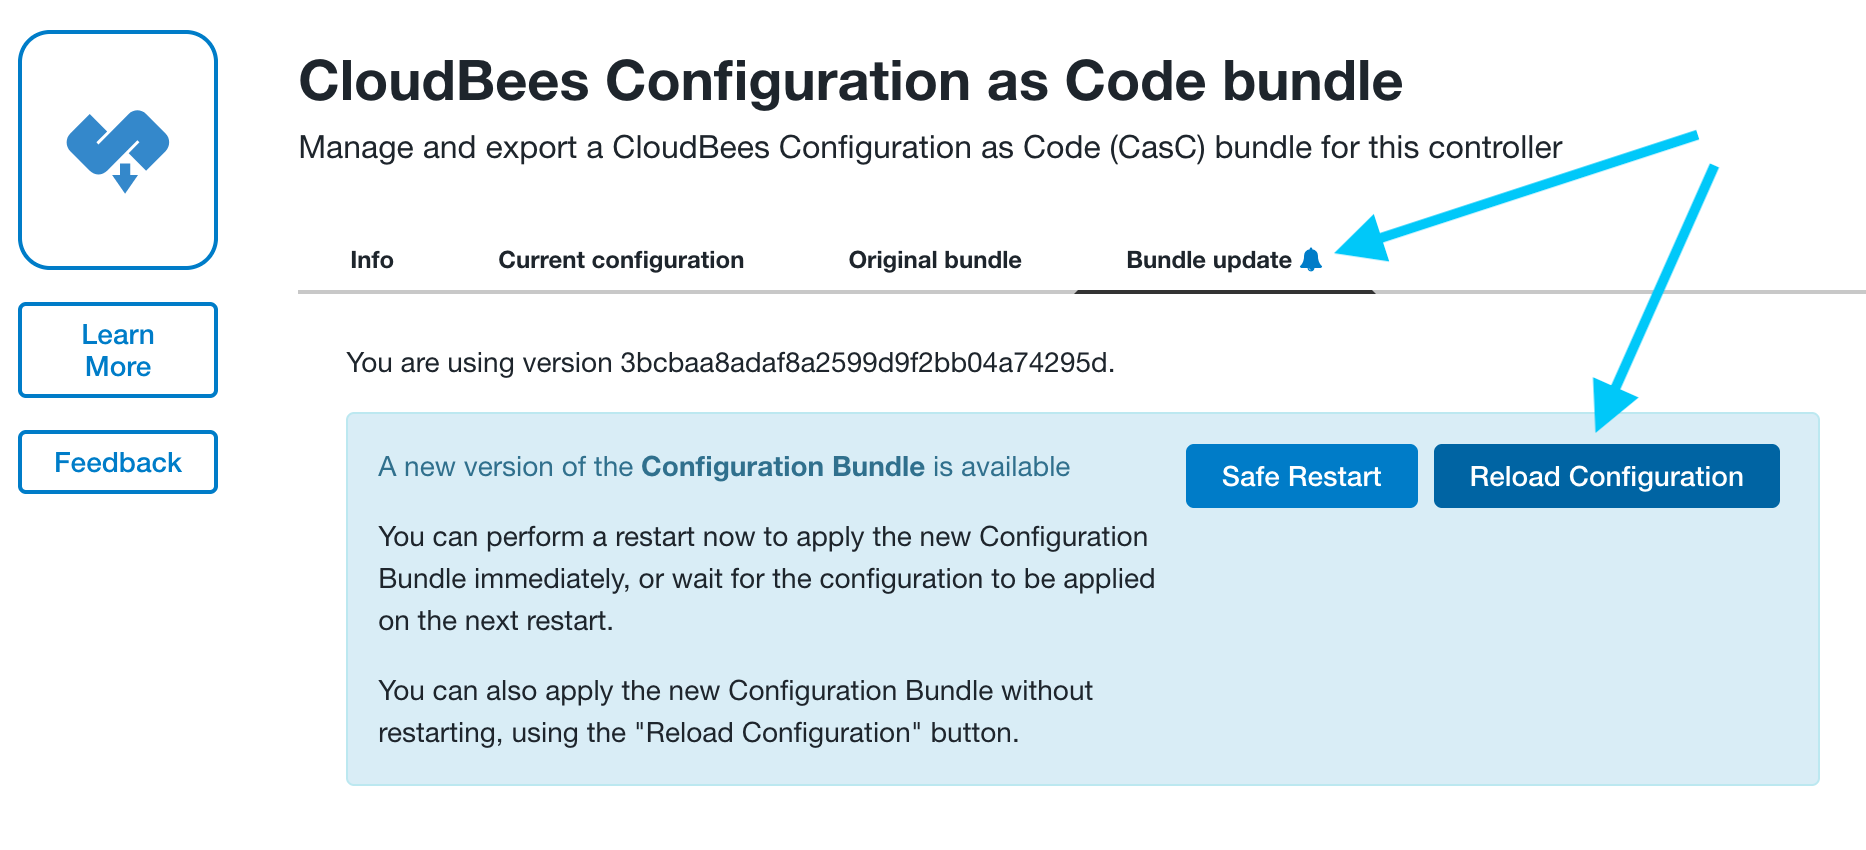 CloudBees Configuration as Code bundle
Manage and export a CloudBees Configuration as Code (CasC) bundle for this controller
Info
Current configuration
Original bundle
Bundle update
Learn
More
Feedback
You are using version 3bcbaa8adaf8a2599d9f2bb04a74295d.
A new version of the Configuration Bundle is available
Safe Restart
Reload Configuration
You can perform a restart now to apply the new Configuration
Bundle immediately, or wait for the configuration to be applied
on the next restart.
You can also apply the new Configuration Bundle without
restarting, using the "Reload Configuration" button.